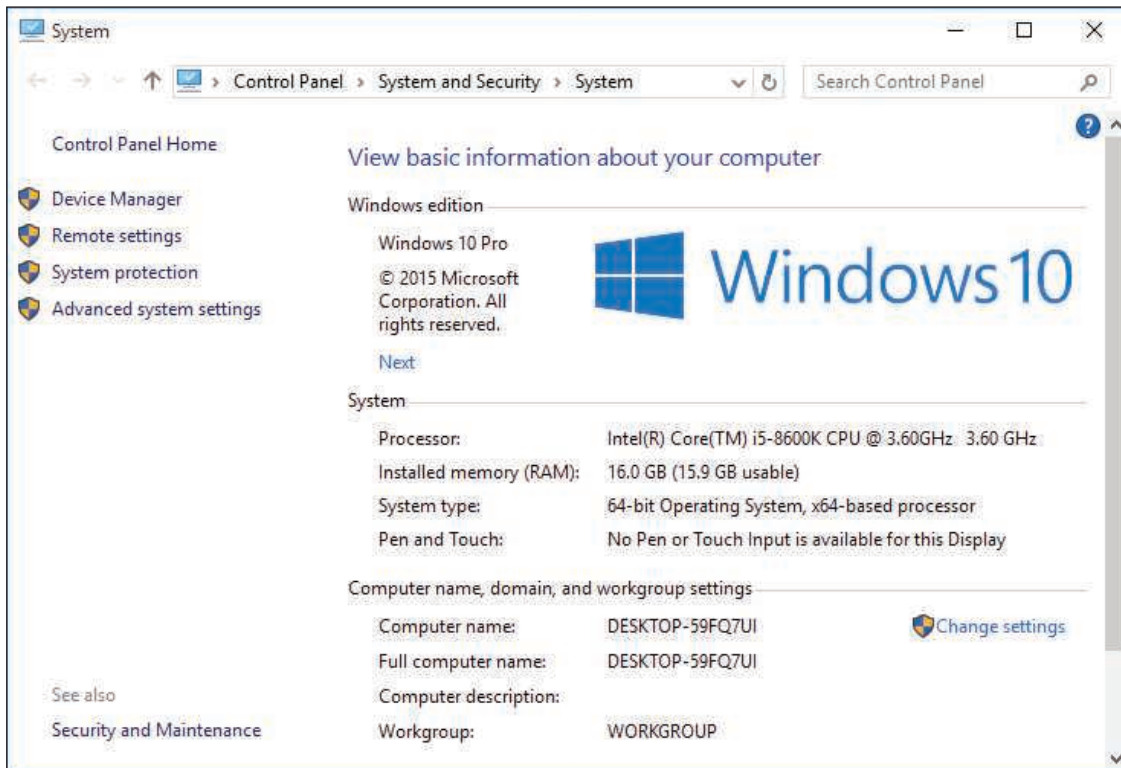 System
Control Panel > System and Security > System
Search Control Panel
Control Panel Home
Device Manager
Remote settings
System protection
Advanced system settings
See also
Security and Maintenance
View basic information about your computer
Windows edition
Windows 10 Pro
© 2015 Microsoft
Corporation. All
rights reserved.
Next
Windows 10
System
Processor: Intel(R) Core(TM) i5-8600K CPU @ 3.60GHz 3.60 GHz
Installed memory (RAM): 16.0 GB (15.9 GB usable)
System type: 64-bit Operating System, x64-based processor
Pen and Touch: No Pen or Touch Input is available for this Display
Computer name, domain, and workgroup settings
Computer name: DESKTOP-59FQ7UI
Change settings
Full computer name: DESKTOP-59FQ7UI
Computer description:
Workgroup: WORKGROUP